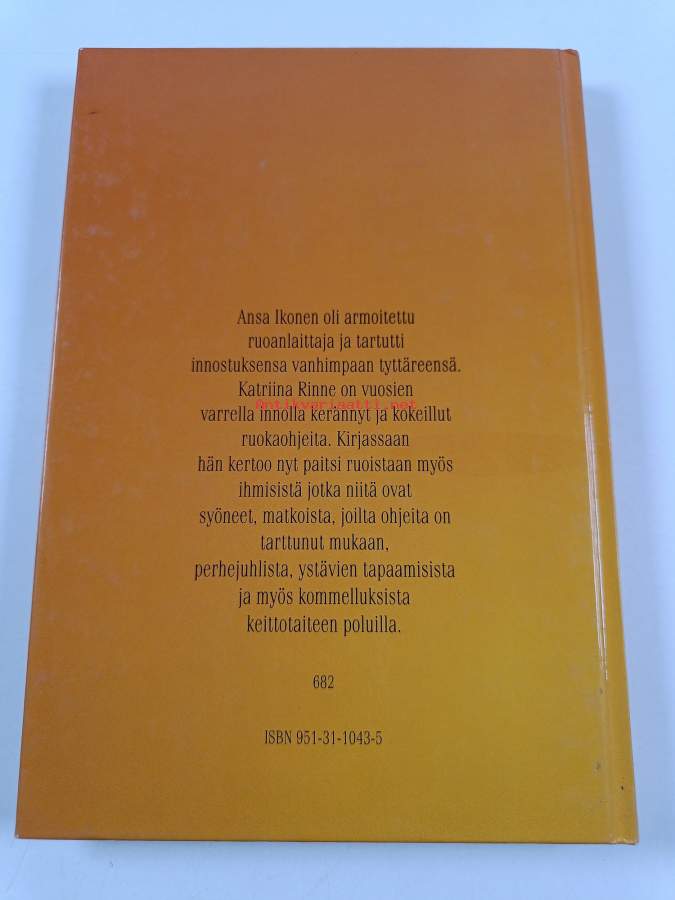 Ansa Ikonen oli armoitettu
ruoanlaittaja ja tartutti
innostuksensa vanhimpaan tyttäreensä.
Katriina Rinne on vuosien
Antikvariaatti.net
varrella innolla kerännyt ja kokeillut
ruokaohjeita. Kirjassaan
hän kertoo nyt paitsi ruoistaan myös
ihmisistä jotka niitä ovat
syöneet, matkoista, joilta ohjeita on
tarttunut mukaan,
perhejuhlista, ystävien tapaamisista
ja myös kommelluksista
keittotaiteen poluilla.
682
ISBN 951-31-1043-5